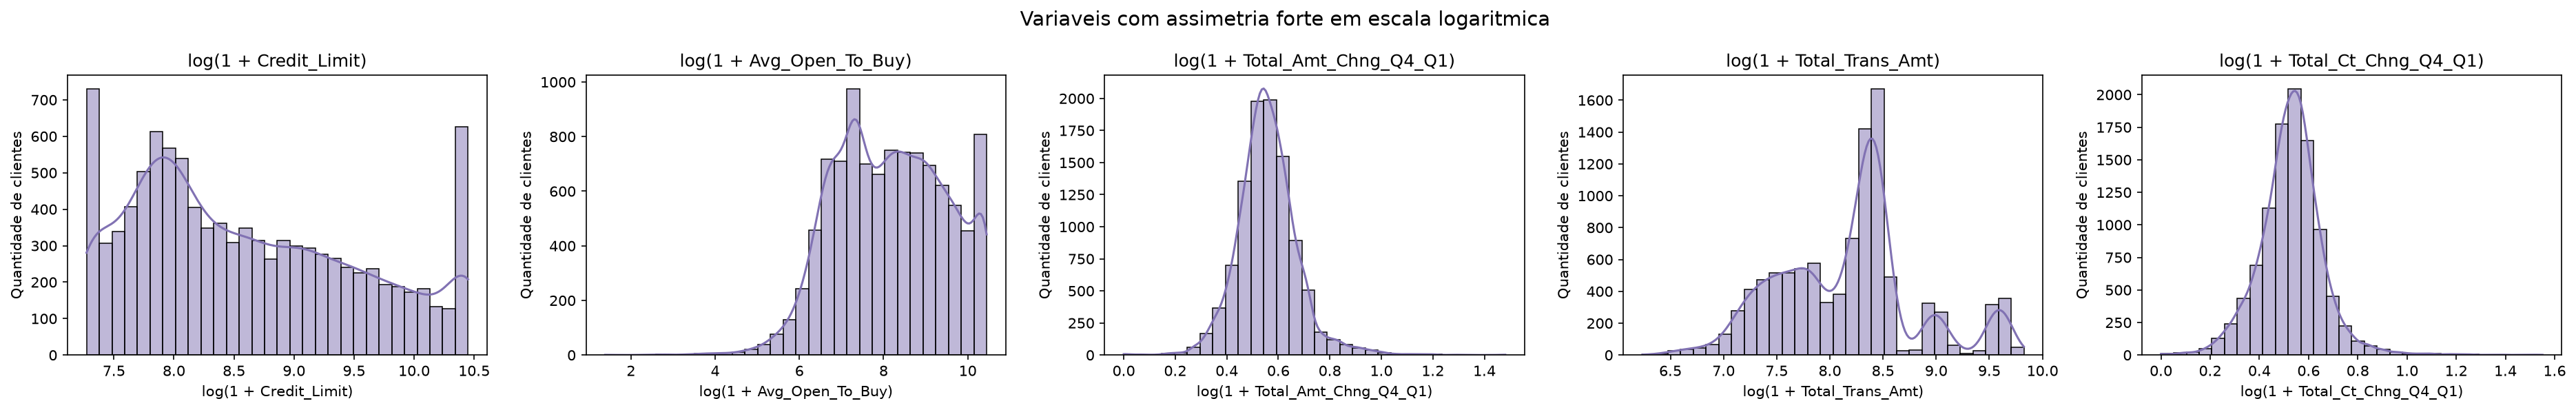 Variaveis com assimetria forte em escala logaritmica
log(1 + Credit_Limit)
Quantidade de clientes
700
600
500
400
300
200
100
0
7.5 8.0 8.5 9.0 9.5 10.0 10.5
log(1 + Credit_Limit)
log(1 + Avg_Open_To_Buy)
Quantidade de clientes
1000
800
600
400
200
0
2 4 6 8 10
log(1 + Avg_Open_To_Buy)
log(1 + Total_Amt_Chng_Q4_Q1)
Quantidade de clientes
2000
1750
1500
1250
1000
750
500
250
0
0.0 0.2 0.4 0.6 0.8 1.0 1.2 1.4
log(1 + Total_Amt_Chng_Q4_Q1)
log(1 + Total_Trans_Amt)
Quantidade de clientes
1600
1400
1200
1000
800
600
400
200
0
6.5 7.0 7.5 8.0 8.5 9.0 9.5 10.0
log(1 + Total_Trans_Amt)
log(1 + Total_Ct_Chng_Q4_Q1)
Quantidade de clientes
2000
1750
1500
1250
1000
750
500
250
0
0.0 0.2 0.4 0.6 0.8 1.0 1.2 1.4 1.6
log(1 + Total_Ct_Chng_Q4_Q1)